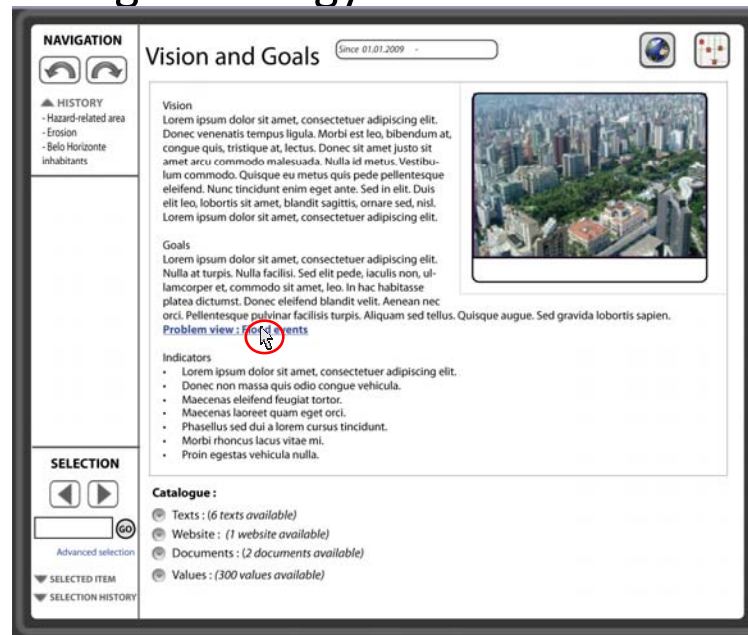 NAVIGATION
HISTORY
- Hazard-related area
- Erosion
- Belo Horizonte
inhabitants
SELECTION
GO
Advanced selection
SELECTED ITEM
SELECTION HISTORY
Vision and Goals
Since 01.01.2009 -
Vision
Lorem ipsum dolor sit amet, consectetuer adipiscing elit.
Donec venenatis tempus ligula. Morbi est leo, bibendum at,
congue quis, tristique at, lectus. Donec sit amet justo sit
amet arcu commodo malesuada. Nulla id metus. Vestibu-
lum commodo. Quisque eu metus quis pede pellentesque
eleifend. Nunc tincidunt enim eget ante. Sed in elit. Duis
elit leo, lobortis sit amet, blandit sagittis, ornare sed, nisl.
Lorem ipsum dolor sit amet, consectetuer adipiscing elit.
Goals
Lorem ipsum dolor sit amet, consectetuer adipiscing elit.
Nulla at turpis. Nulla facilisi. Sed elit pede, iaculis non, ul-
lamcorper et, commodo sit amet, leo. In hac habitasse
platea dictumst. Donec eleifend blandit velit. Aenean nec
orci. Pellentesque pulvinar facilisis turpis. Aliquam sed tellus. Quisque augue. Sed gravida lobortis sapien.
Problem view : Flood events
Indicators
• Lorem ipsum dolor sit amet, consectetuer adipiscing elit.
• Donec non massa quis odio congue vehicula.
• Maecenas eleifend feugiat tortor.
• Maecenas laoreet quam eget orci.
• Phasellus sed dui a lorem cursus tincidunt.
• Morbi rhoncus lacus vitae mi.
• Proin egestas vehicula nulla.
Catalogue :
Texts : (6 texts available)
Website : (1 website available)
Documents : (2 documents available)
Values : (300 values available)